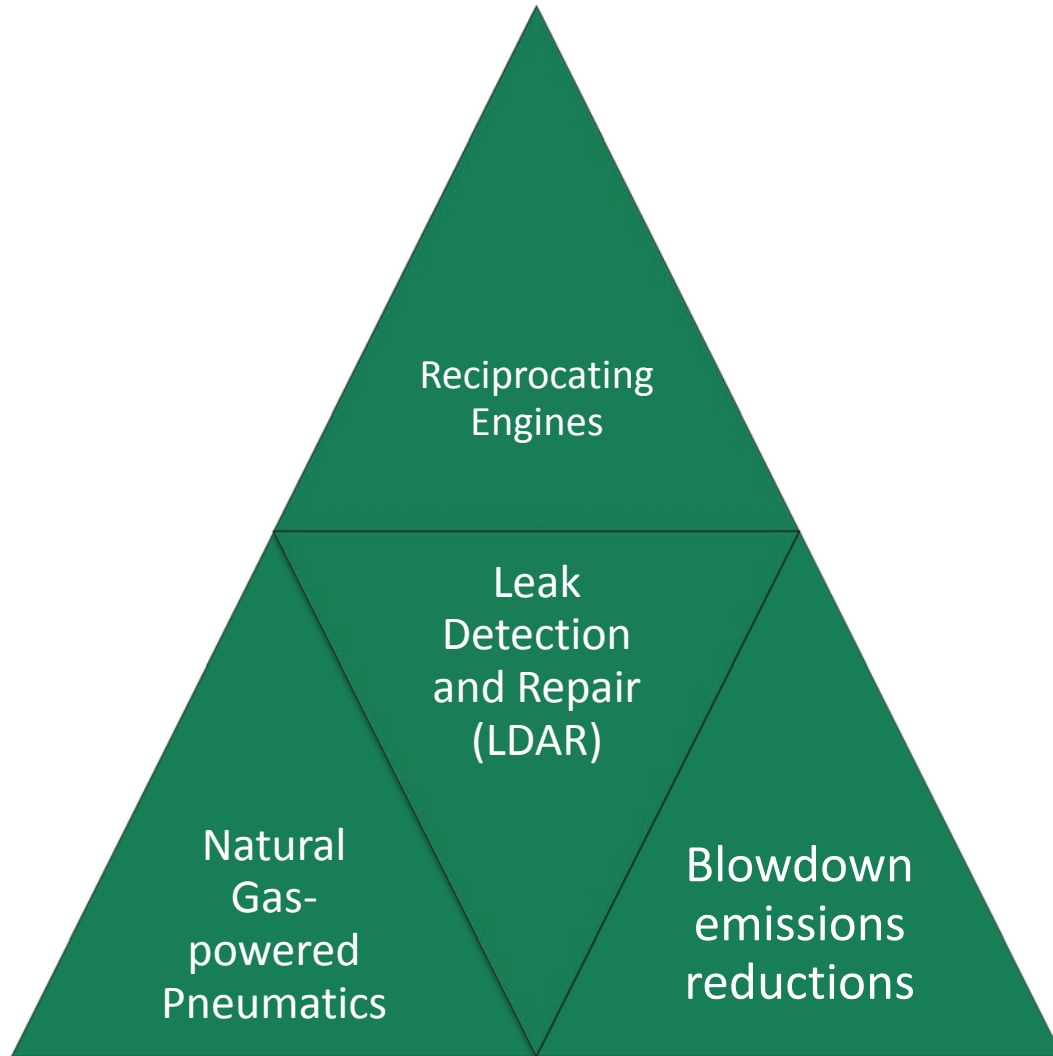 Reciprocating
Engines
Leak
Detection
and Repair
(LDAR)
Natural
Gas-
powered
Pneumatics
Blowdown
emissions
reductions